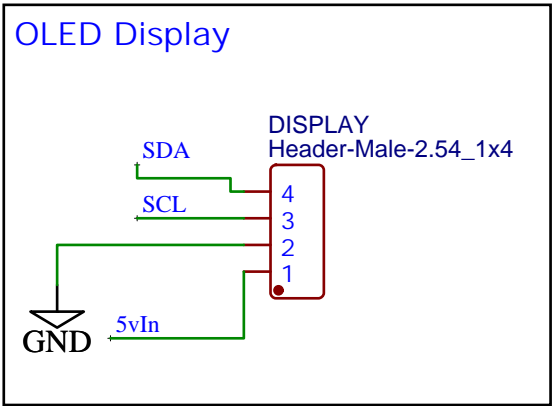 OLED Display
DISPLAY
Header-Male-2.54_1x4
SDA
4
SCL
3
2
1
GND
5vIn